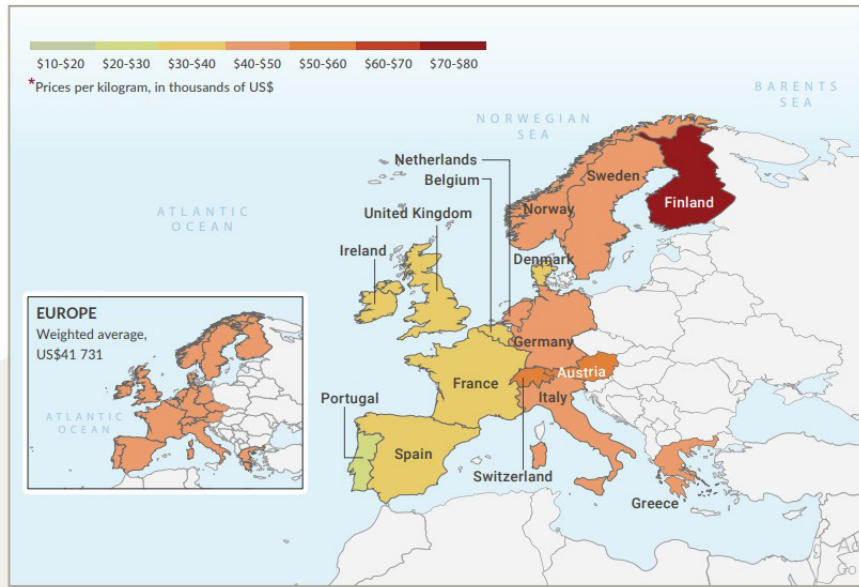 $10-$20 $20-$30 $30-$40 $40-$50 $50-$60 $60-$70 $70-$80
*Prices per kilogram, in thousands of US$
BARENTS
SEA
NORWEGIAN
SEA
Netherlands
Belgium
Sweden
Norway
Finland
ATLANTIC
OCEAN
United Kingdom
Ireland
Denmark
EUROPE
Weighted average,
US$41 731
ATLANTIC
OCEAN
Germany
Austria
France
Italy
Portugal
Spain
Switzerland
Greece